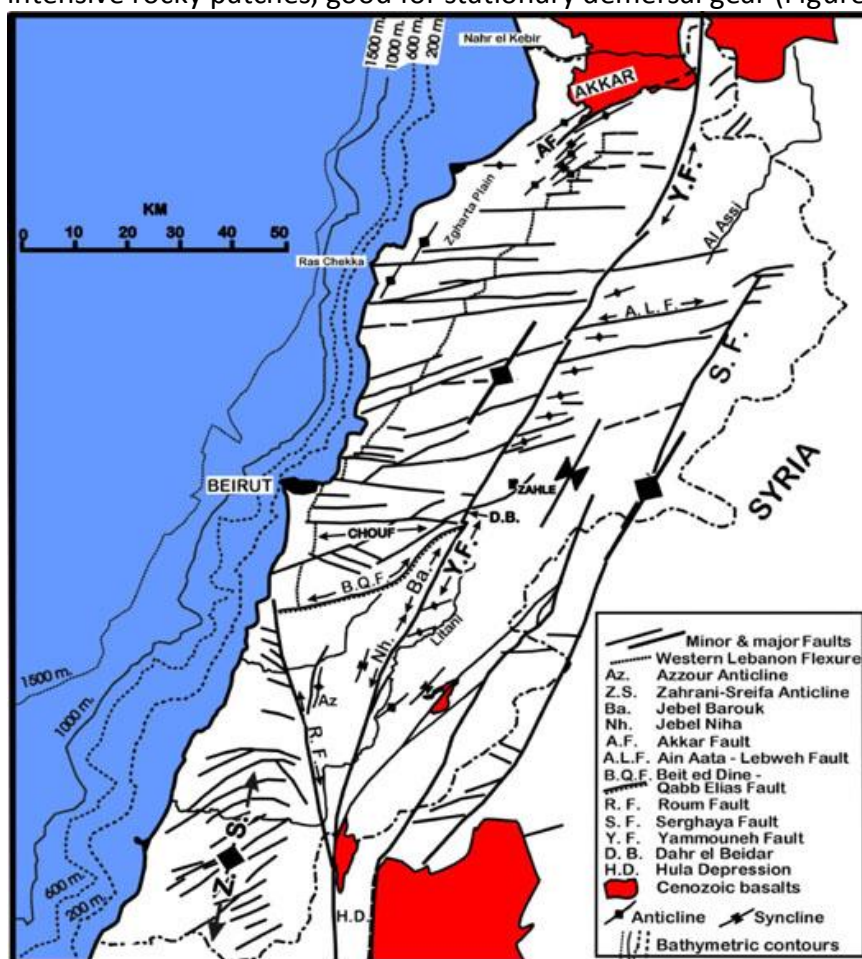 intensive rocky patches, good for stationary demersal gear (Figure
1500 m.
1000 m.
600 m.
200 m.
Nahr el Kebir
AKKAR
AF
Y.F.
Zgharta Plain
Al Assi
KM
0 10 20 30 40 50
Ras Chekka
A. L. F.
S. F.
BEIRUT
ZAHLE
SYRIA
D.B.
CHOUF
Y.F.
B.Q.F.
Ba.
Nh.
Litani
Az
R. F.
1500 m.
1000 m.
600 m.
200 m.
Z. S.
H.D.
Minor & major Faults
Western Lebanon Flexure
Az. Azzour Anticline
Z.S. Zahrani-Sreifa Anticline
Ba. Jebel Barouk
Nh. Jebel Niha
A.F. Akkar Fault
A.L.F. Ain Aata - Lebweh Fault
B.Q.F. Beit ed Dine -
Qabb Elias Fault
R. F. Roum Fault
S. F. Serghaya Fault
Y. F. Yammouneh Fault
D. B. Dahr el Beidar
H.D. Hula Depression
Cenozoic basalts
Anticline Syncline
Bathymetric contours